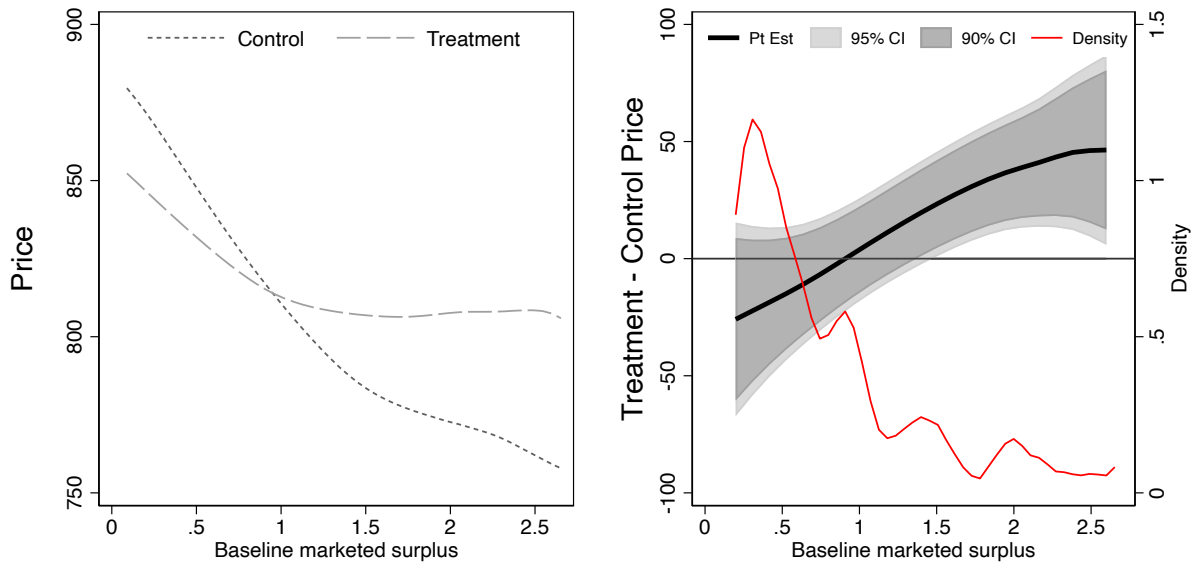 Price
900
850
800
750
Control Treatment
0 .5 1 1.5 2 2.5
Baseline marketed surplus
Treatment - Control Price
100
50
0
-50
-100
Pt Est 95% CI 90% CI Density
1.5
1
.5
0
Density
0 .5 1 1.5 2 2.5
Baseline marketed surplus